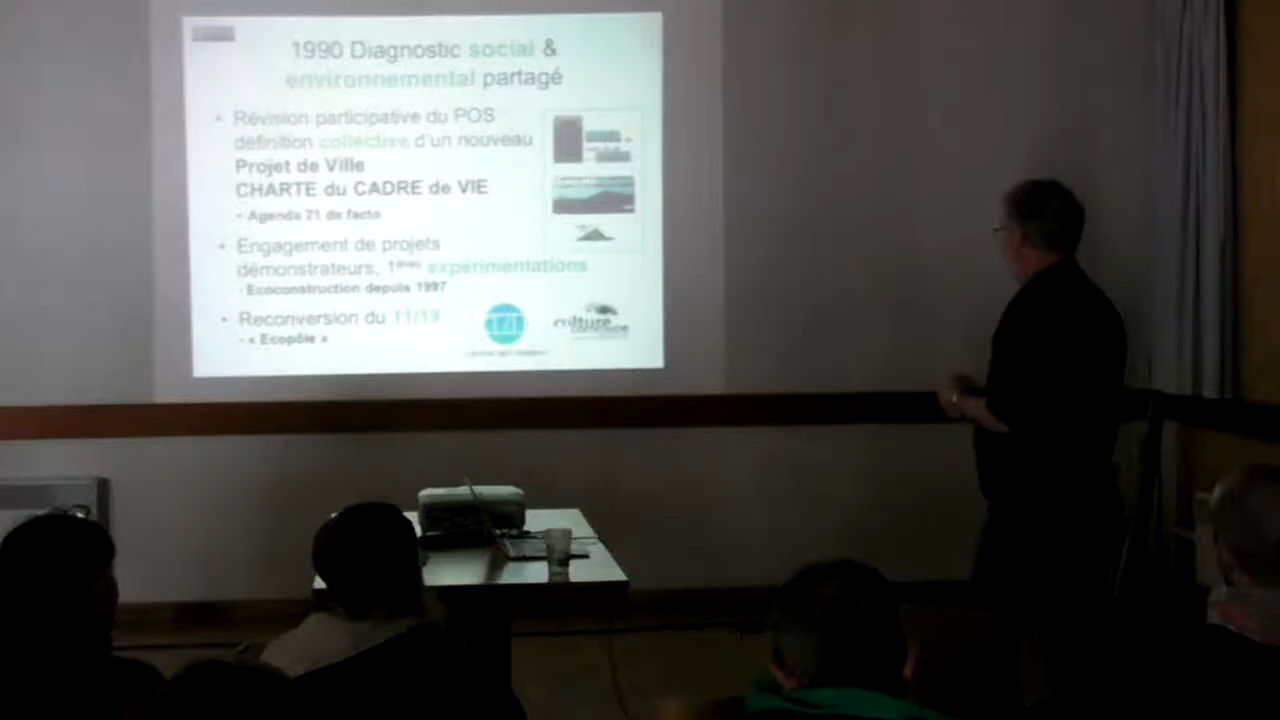 1990 Diagnostic social &
environnemental partagé
• Révision participative du POS
définition collective d'un nouveau
Projet de Ville
CHARTE du CADRE de VIE
- Agenda 21 de facto
• Engagement de projets
démonstrateurs, 1ères expérimentations
- Ecoconstruction depuis 1997
• Reconversion du 11/19
- « Ecopôle »
culture